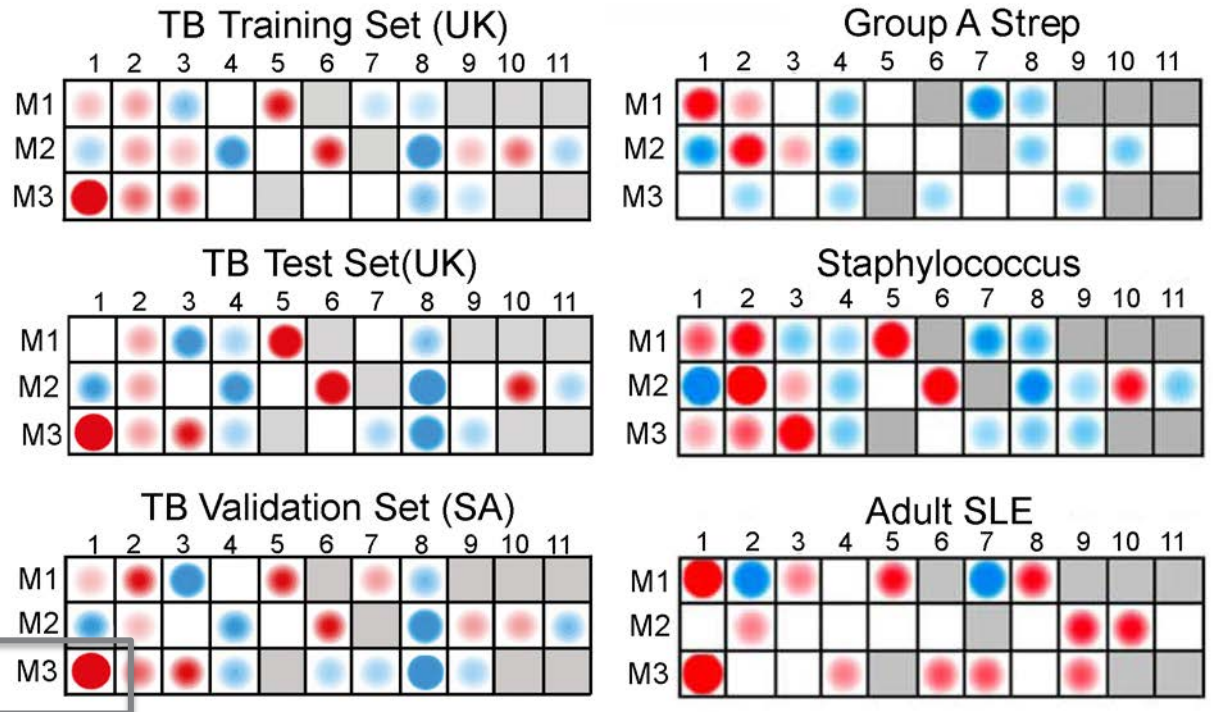 TB Training Set (UK)
1 2 3 4 5 6 7 8 9 10 11
M1
M2
M3
TB Test Set(UK)
1 2 3 4 5 6 7 8 9 10 11
M1
M2
M3
TB Validation Set (SA)
1 2 3 4 5 6 7 8 9 10 11
M1
M2
M3
Group A Strep
1 2 3 4 5 6 7 8 9 10 11
M1
M2
M3
Staphylococcus
1 2 3 4 5 6 7 8 9 10 11
M1
M2
M3
Adult SLE
1 2 3 4 5 6 7 8 9 10 11
M1
M2
M3